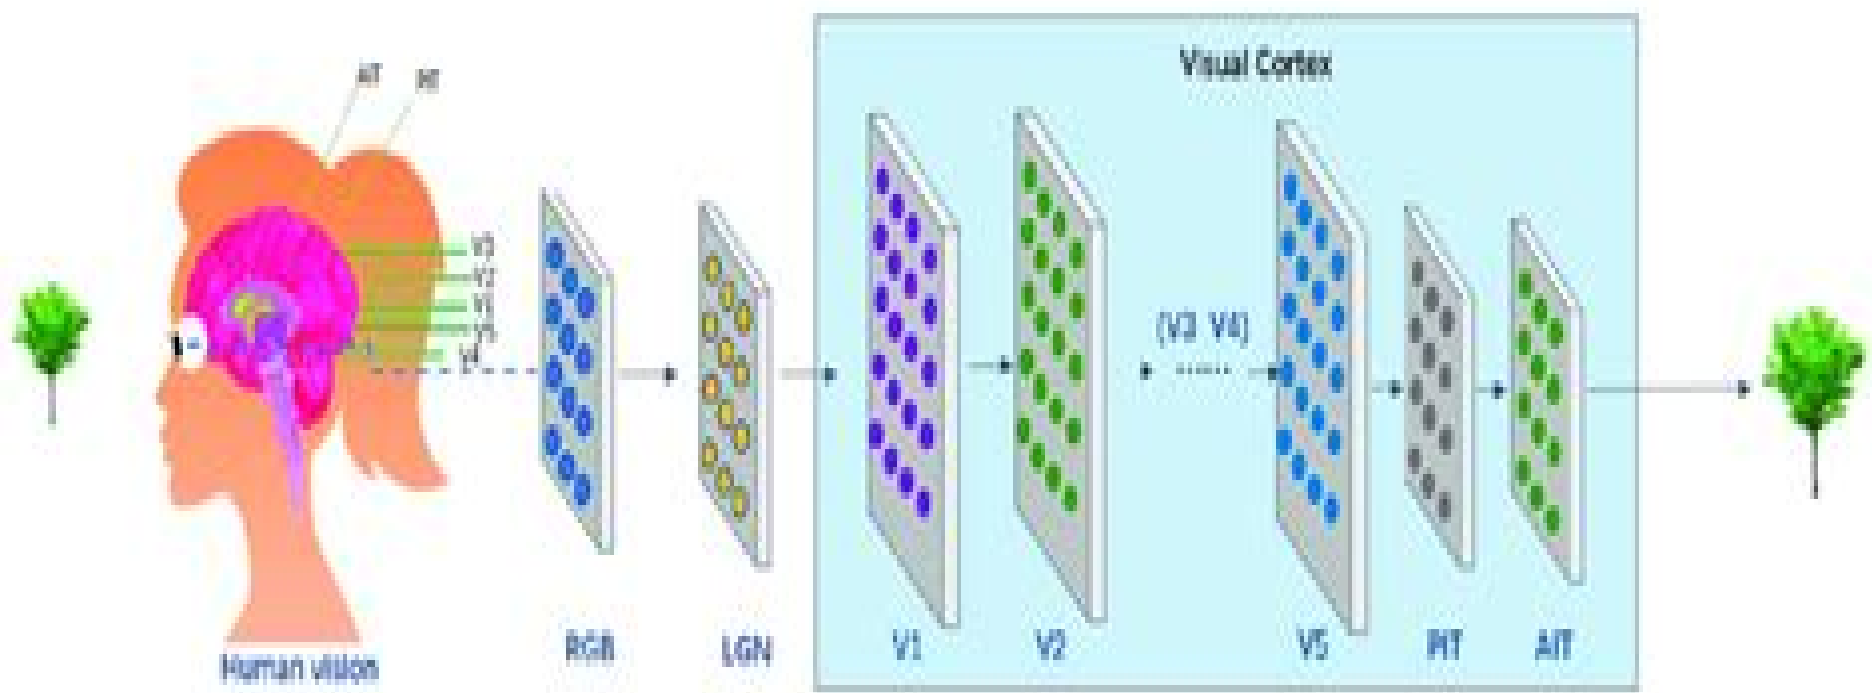 Visual Cortex
AIT
PIT
V3
V2
V1
V5
V4
(V3 V4)
RGB
LGN
V1
V2
V5
PIT
AIT
Human vision